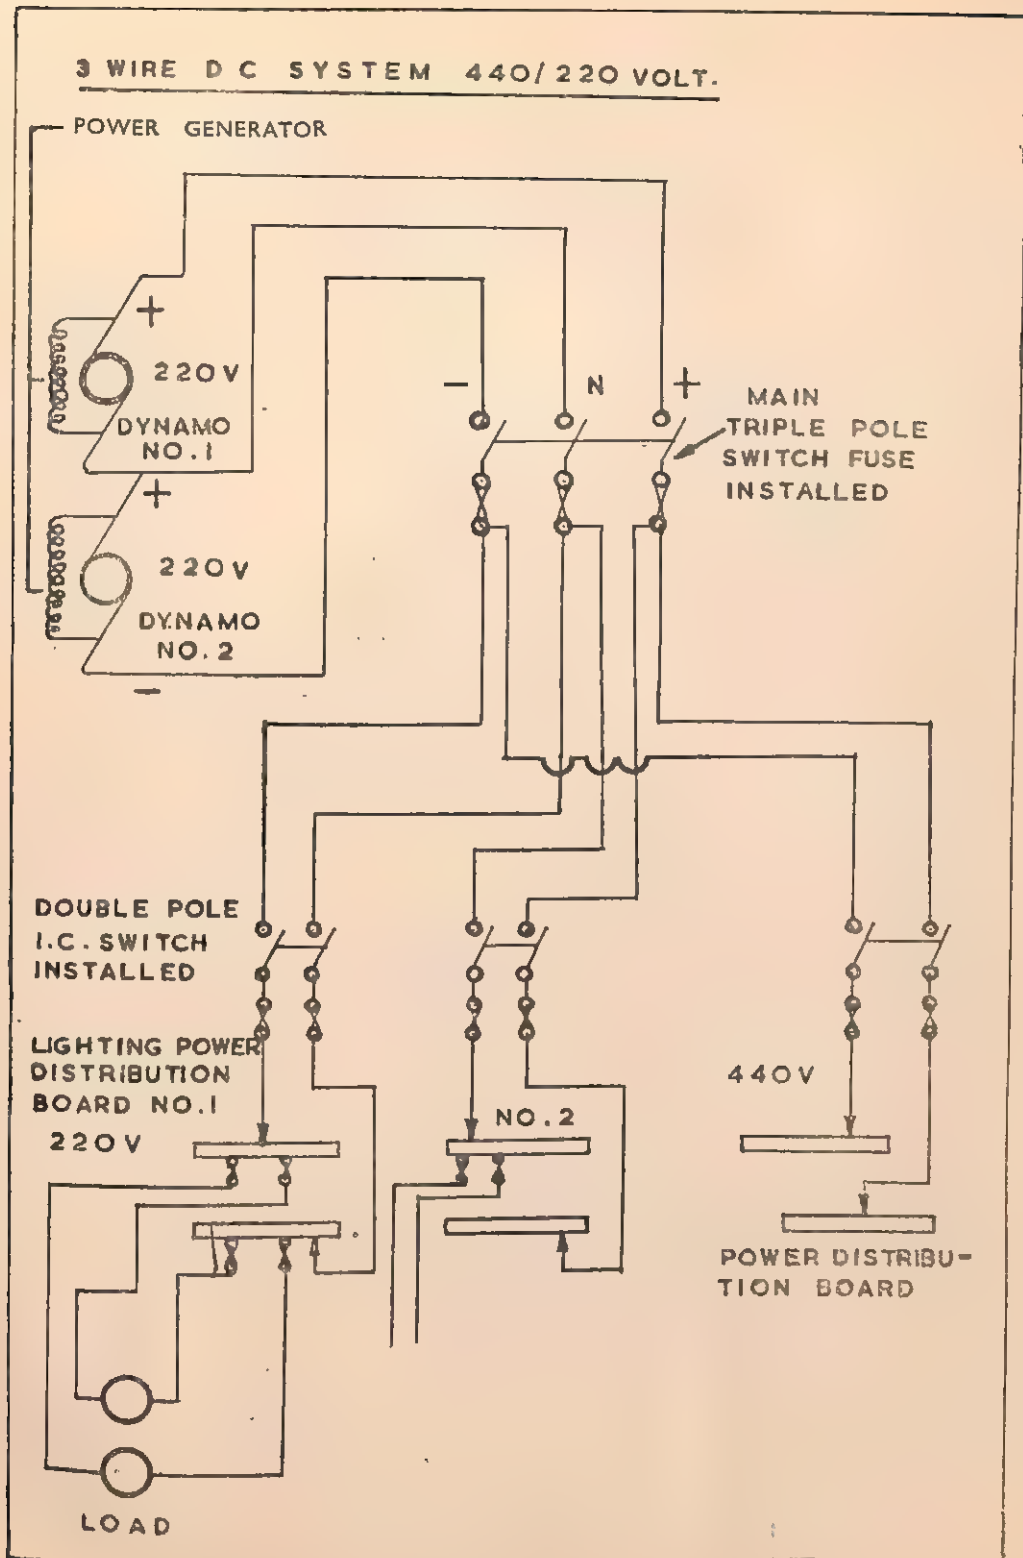 3 WIRE DC SYSTEM 440/220 VOLT.
POWER GENERATOR
+
220V
DYNAMO
NO.1
+
220V
DYNAMO
NO.2
−
− N +
MAIN
TRIPLE POLE
SWITCH FUSE
INSTALLED
DOUBLE POLE
I.C. SWITCH
INSTALLED
LIGHTING POWER
DISTRIBUTION
BOARD NO.1
220V
NO.2
440V
POWER DISTRIBU-
TION BOARD
LOAD